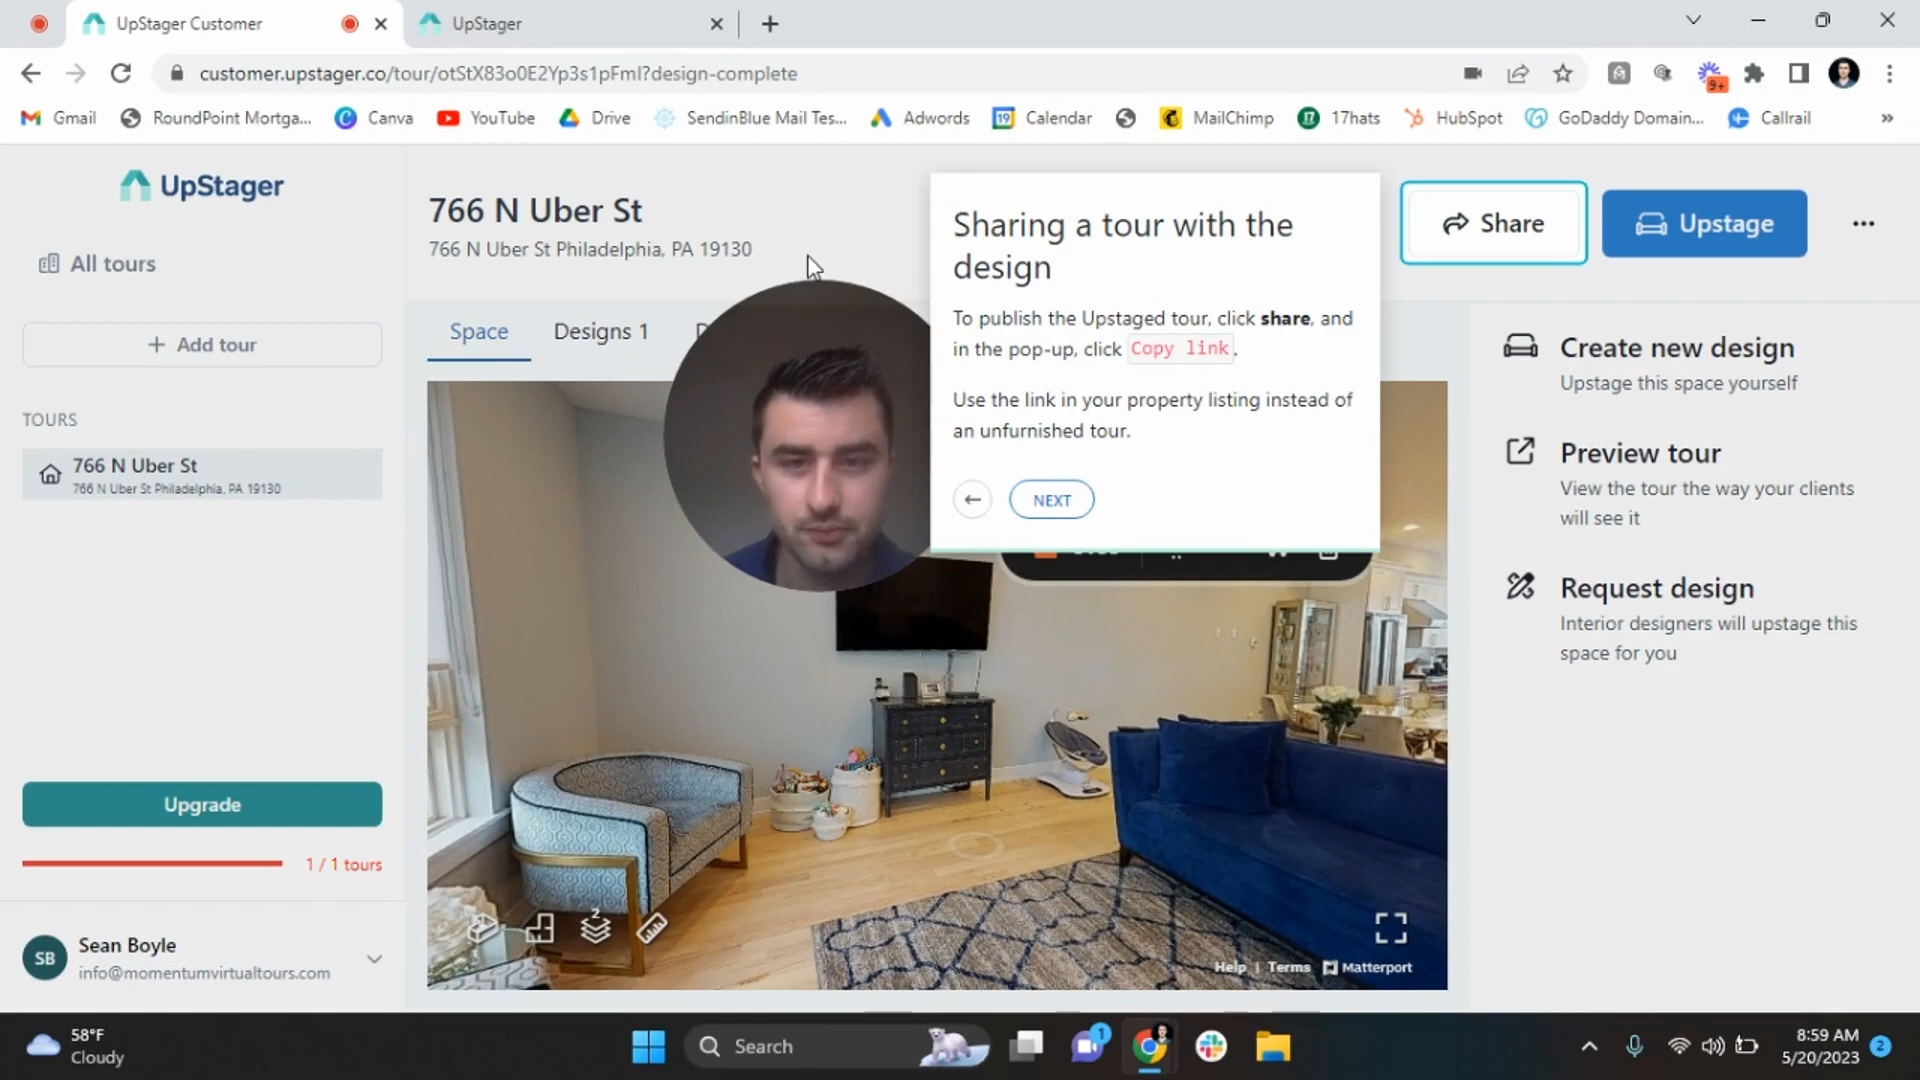 UpStager Customer
UpStager
customer.upstager.co/tour/otStX83o0E2Yp3s1pFmI?design-complete
9+
Gmail
RoundPoint Mortga...
Canva
YouTube
Drive
SendinBlue Mail Tes...
Adwords
19
Calendar
MailChimp
17
17hats
HubSpot
GoDaddy Domain...
Callrail
»
UpStager
All tours
+ Add tour
TOURS
766 N Uber St
766 N Uber St Philadelphia, PA 19130
Upgrade
1 / 1 tours
SB
Sean Boyle
info@momentumvirtualtours.com
766 N Uber St
766 N Uber St Philadelphia, PA 19130
Space
Designs 1
Sharing a tour with the
design
To publish the Upstaged tour, click share, and
in the pop-up, click Copy link.
Use the link in your property listing instead of
an unfurnished tour.
NEXT
Share
Upstage
Create new design
Upstage this space yourself
Preview tour
View the tour the way your clients
will see it
Request design
Interior designers will upstage this
space for you
2
Help | Terms
Matterport
58°F
Cloudy
Search
1
8:59 AM
5/20/2023
2